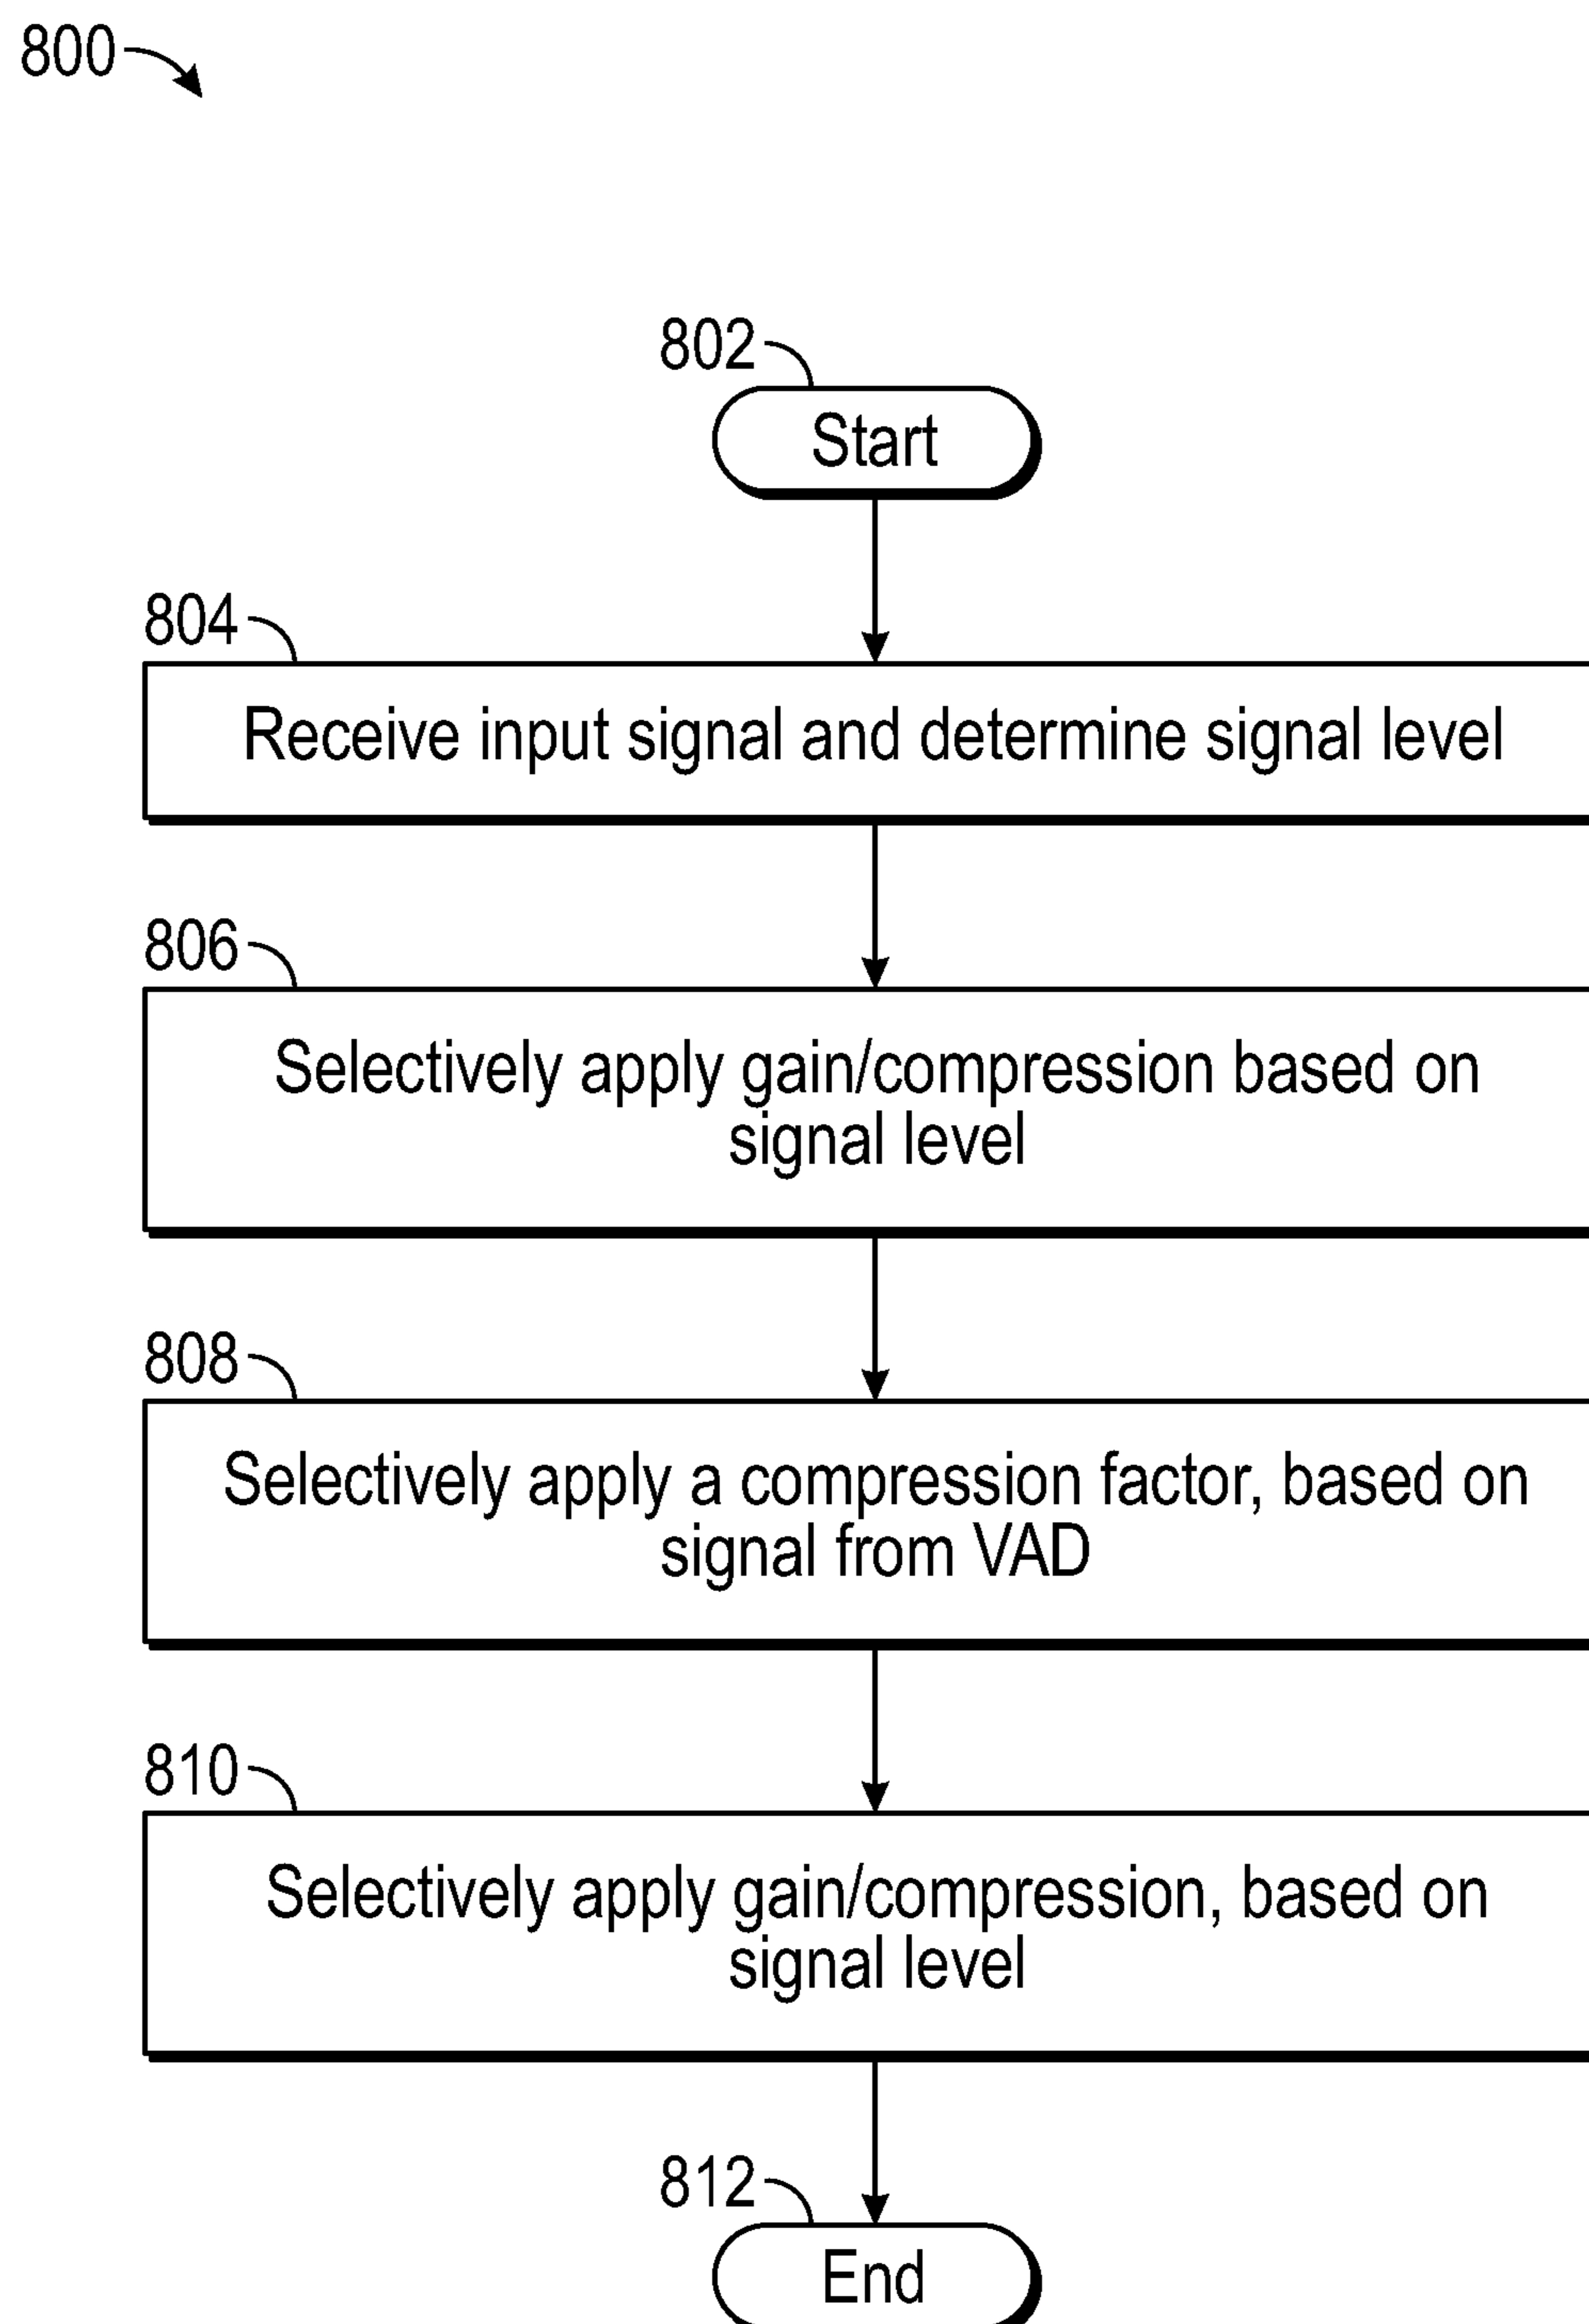 800
802
Start
804
Receive input signal and determine signal level
806
Selectively apply gain/compression based on
signal level
808
Selectively apply a compression factor, based on
signal from VAD
810
Selectively apply gain/compression, based on
signal level
812
End